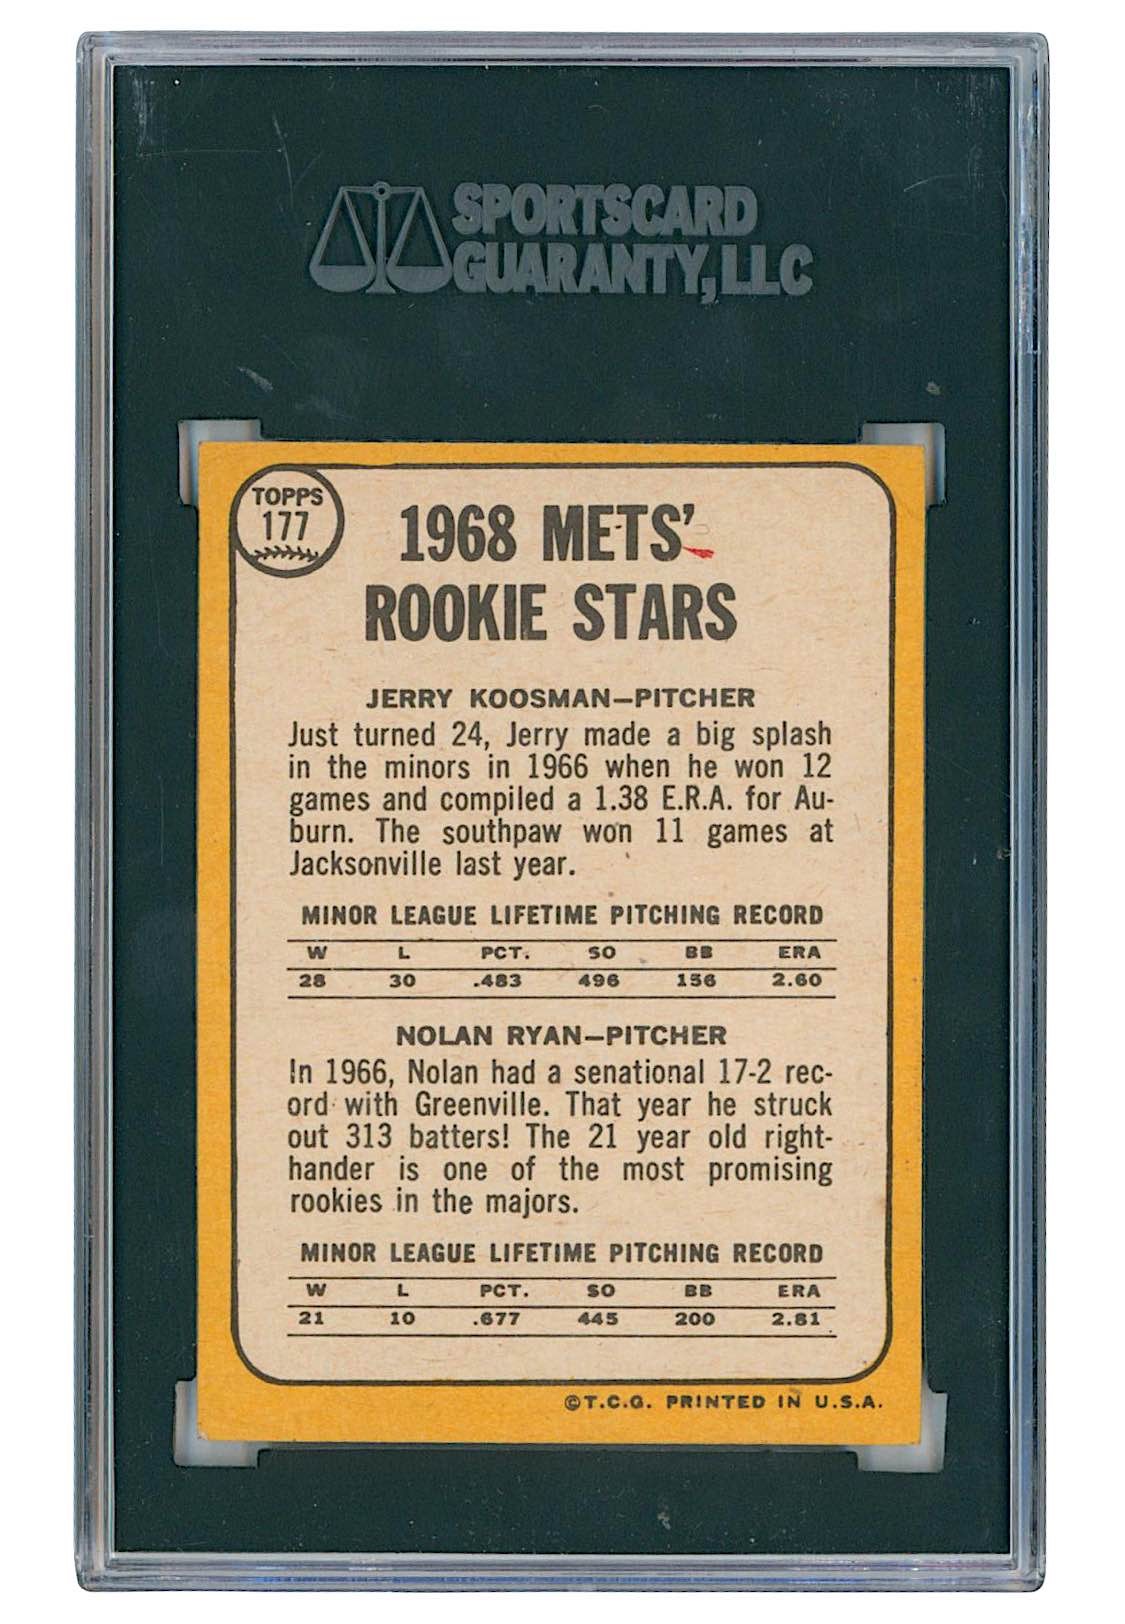 SPORTSCARD
GUARANTY, LLC
TOPPS
177
1968 METS'
ROOKIE STARS
JERRY KOOSMAN—PITCHER
Just turned 24, Jerry made a big splash
in the minors in 1966 when he won 12
games and compiled a 1.38 E.R.A. for Au-
burn. The southpaw won 11 games at
Jacksonville last year.
MINOR LEAGUE LIFETIME PITCHING RECORD
W L PCT. SO BB ERA
28 30 .483 496 156 2.60
NOLAN RYAN—PITCHER
In 1966, Nolan had a senational 17-2 rec-
ord with Greenville. That year he struck
out 313 batters! The 21 year old right-
hander is one of the most promising
rookies in the majors.
MINOR LEAGUE LIFETIME PITCHING RECORD
W L PCT. SO BB ERA
21 10 .677 445 200 2.81
©T.C.G. PRINTED IN U.S.A.